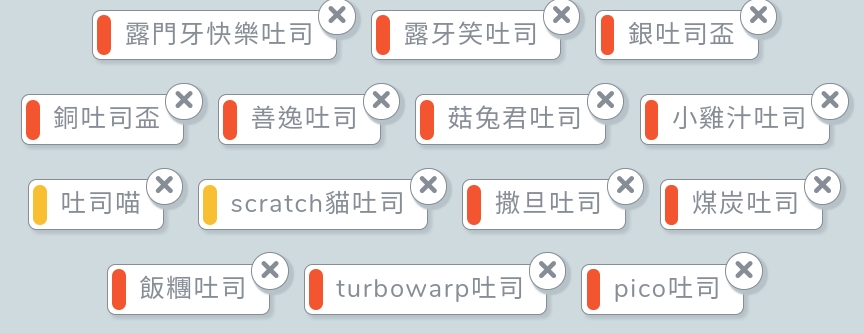 露門牙快樂吐司 露牙笑吐司 銀吐司盃
銅吐司盃 善逸吐司 菇兔君吐司 小雞汁吐司
吐司喵 scratch貓吐司 撒旦吐司 煤炭吐司
飯糰吐司 turbowarp吐司 pico吐司